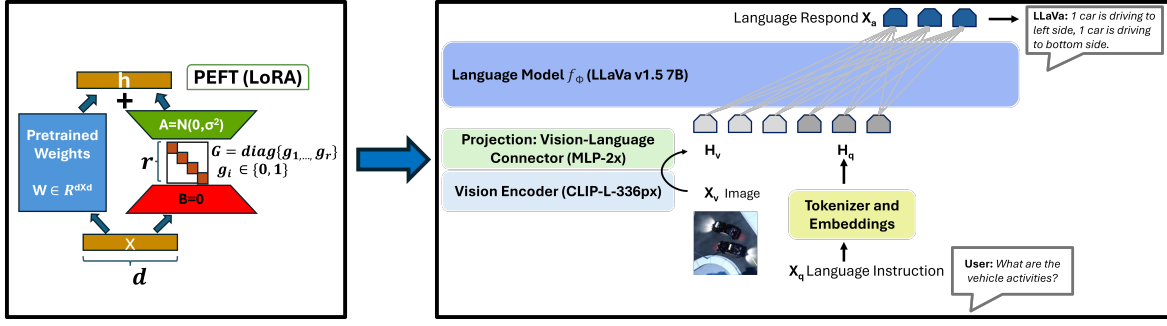 h
PEFT (LoRA)
+
A=N(0,σ²)
Pretrained
Weights
W ∈ R^dXd
r
G = diag{g₁,..., gᵣ}
gᵢ ∈ {0, 1}
B=0
X
d
Language Respond Xₐ
LLaVa: 1 car is driving to
left side, 1 car is driving
to bottom side.
Language Model f_Φ (LLaVa v1.5 7B)
Projection: Vision-Language
Connector (MLP-2x)
Hᵥ
H_q
Vision Encoder (CLIP-L-336px)
Xᵥ Image
Tokenizer and
Embeddings
X_q Language Instruction
User: What are the
vehicle activities?